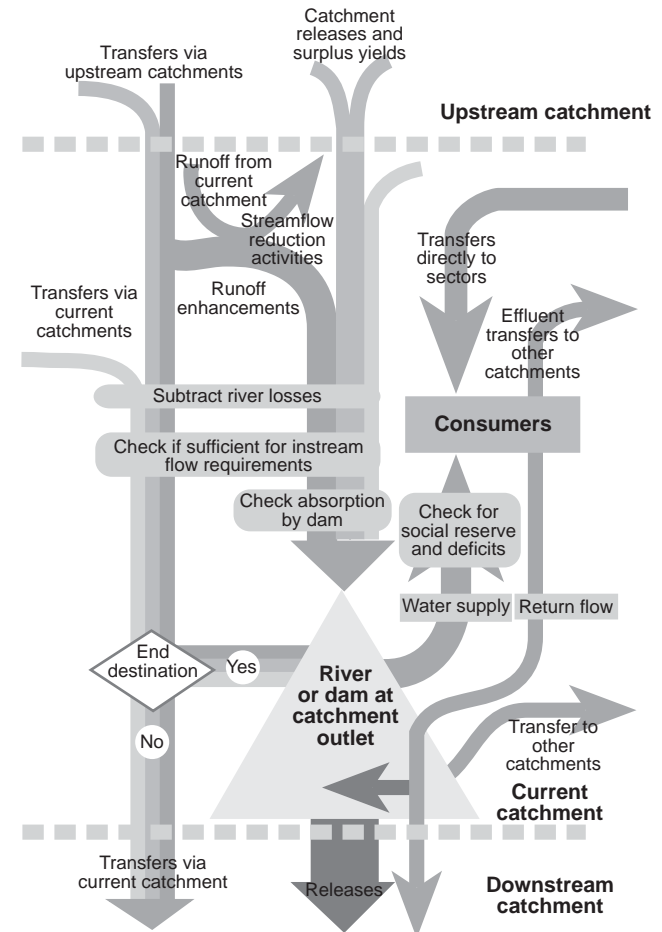 Catchment
releases and
surplus yields
Transfers via
upstream catchments
Upstream catchment
Runoff from
current
catchment
Streamflow
reduction
activities
Transfers
directly to
sectors
Runoff
enhancements
Transfers via
current
catchments
Effluent
transfers to
other
catchments
Subtract river losses
Consumers
Check if sufficient for instream
flow requirements
Check absorption
by dam
Check for
social reserve
and deficits
Water supply
Return flow
End
destination
Yes
River
or dam at
catchment
outlet
No
Transfer to
other
catchments
Current
catchment
Transfers via
current catchment
Releases
Downstream
catchment